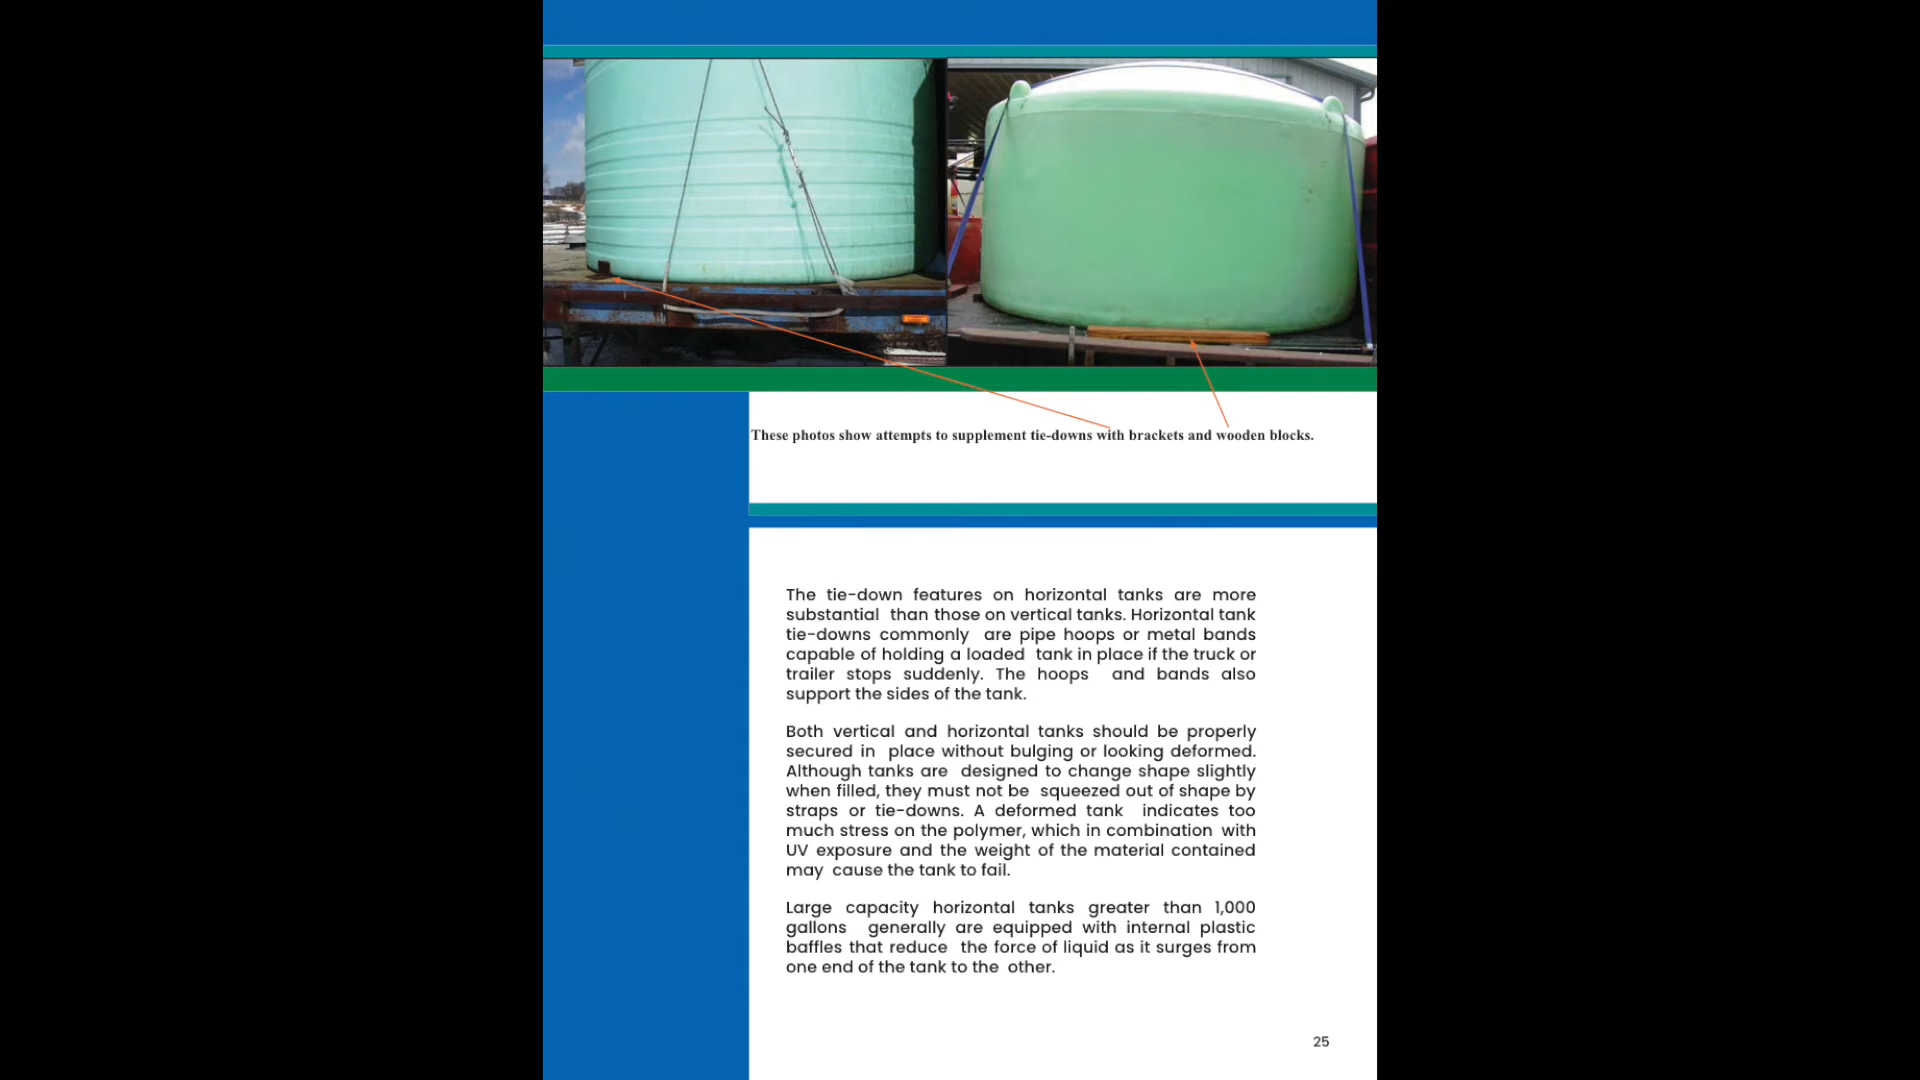 These photos show attempts to supplement tie-downs with brackets and wooden blocks.
The tie-down features on horizontal tanks are more
substantial than those on vertical tanks. Horizontal tank
tie-downs commonly are pipe hoops or metal bands
capable of holding a loaded tank in place if the truck or
trailer stops suddenly. The hoops and bands also
support the sides of the tank.
Both vertical and horizontal tanks should be properly
secured in place without bulging or looking deformed.
Although tanks are designed to change shape slightly
when filled, they must not be squeezed out of shape by
straps or tie-downs. A deformed tank indicates too
much stress on the polymer, which in combination with
UV exposure and the weight of the material contained
may cause the tank to fail.
Large capacity horizontal tanks greater than 1,000
gallons generally are equipped with internal plastic
baffles that reduce the force of liquid as it surges from
one end of the tank to the other.
25